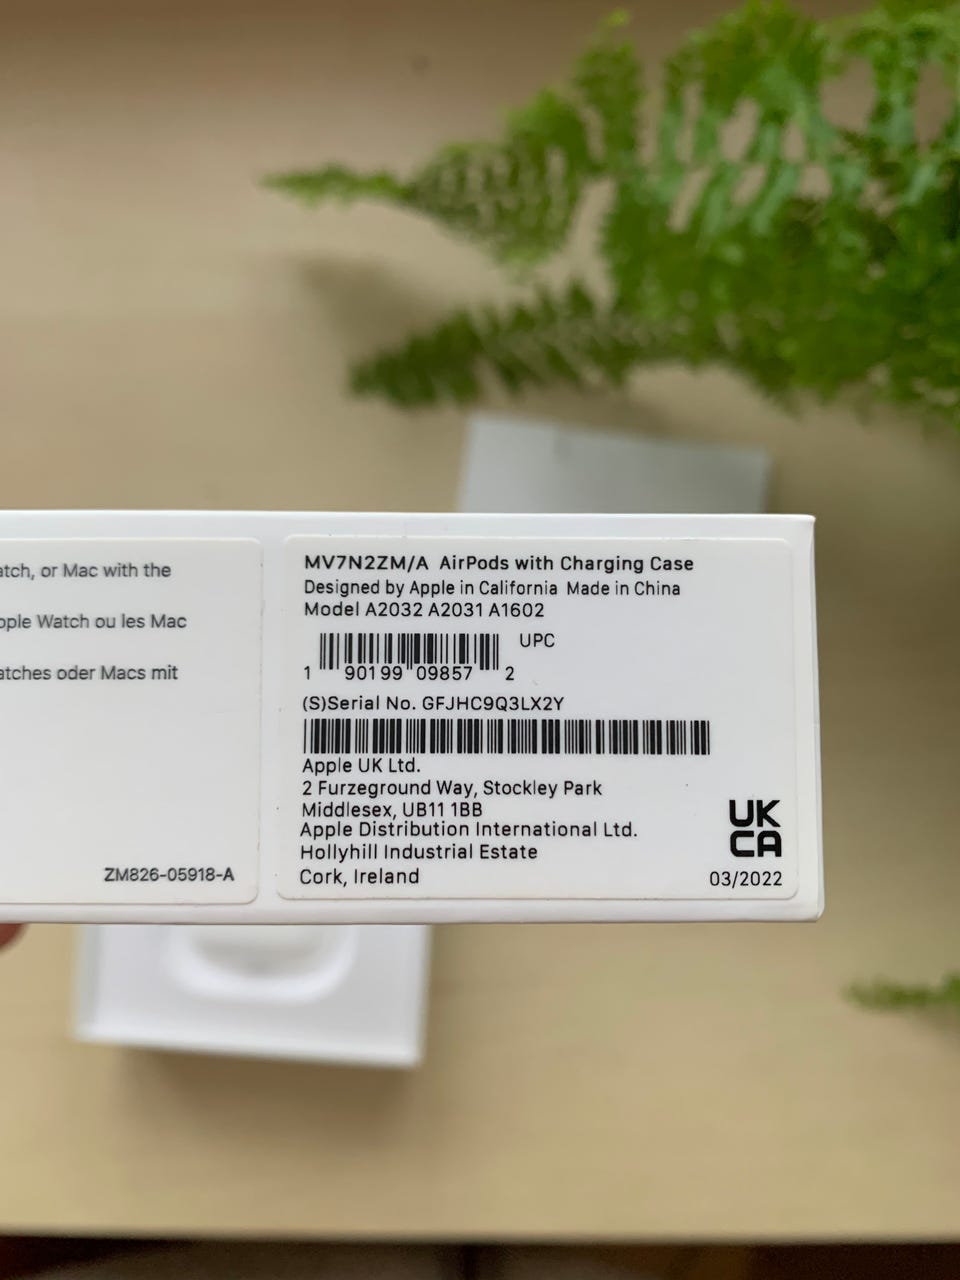 atch, or Mac with the
pple Watch ou les Mac
atches oder Macs mit
ZM826-05918-A
MV7N2ZM/A AirPods with Charging Case
Designed by Apple in California Made in China
Model A2032 A2031 A1602
UPC
1 90199 09857 2
(S)Serial No. GFJHC9Q3LX2Y
Apple UK Ltd.
2 Furzeground Way, Stockley Park
Middlesex, UB11 1BB
Apple Distribution International Ltd.
Hollyhill Industrial Estate
Cork, Ireland
UK
CA
03/2022